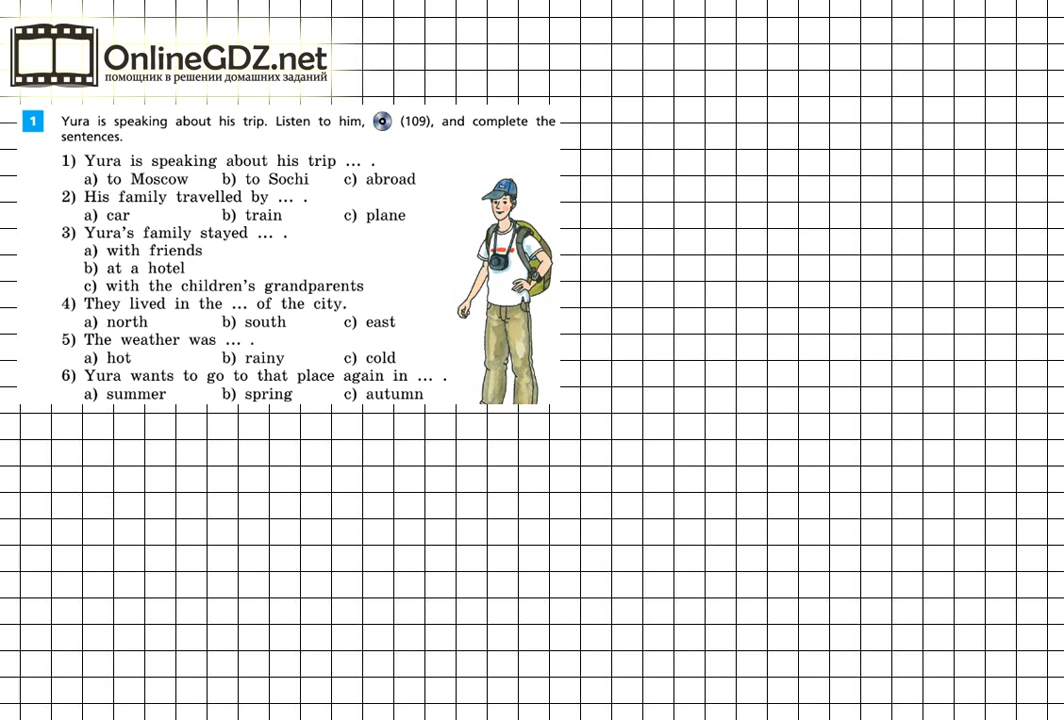 OnlineGDZ.net
помощник в решении домашних заданий
1 Yura is speaking about his trip. Listen to him, (109), and complete the
sentences.
1) Yura is speaking about his trip ... .
a) to Moscow b) to Sochi c) abroad
2) His family travelled by ... .
a) car b) train c) plane
3) Yura's family stayed ... .
a) with friends
b) at a hotel
c) with the children's grandparents
4) They lived in the ... of the city.
a) north b) south c) east
5) The weather was ... .
a) hot b) rainy c) cold
6) Yura wants to go to that place again in ... .
a) summer b) spring c) autumn